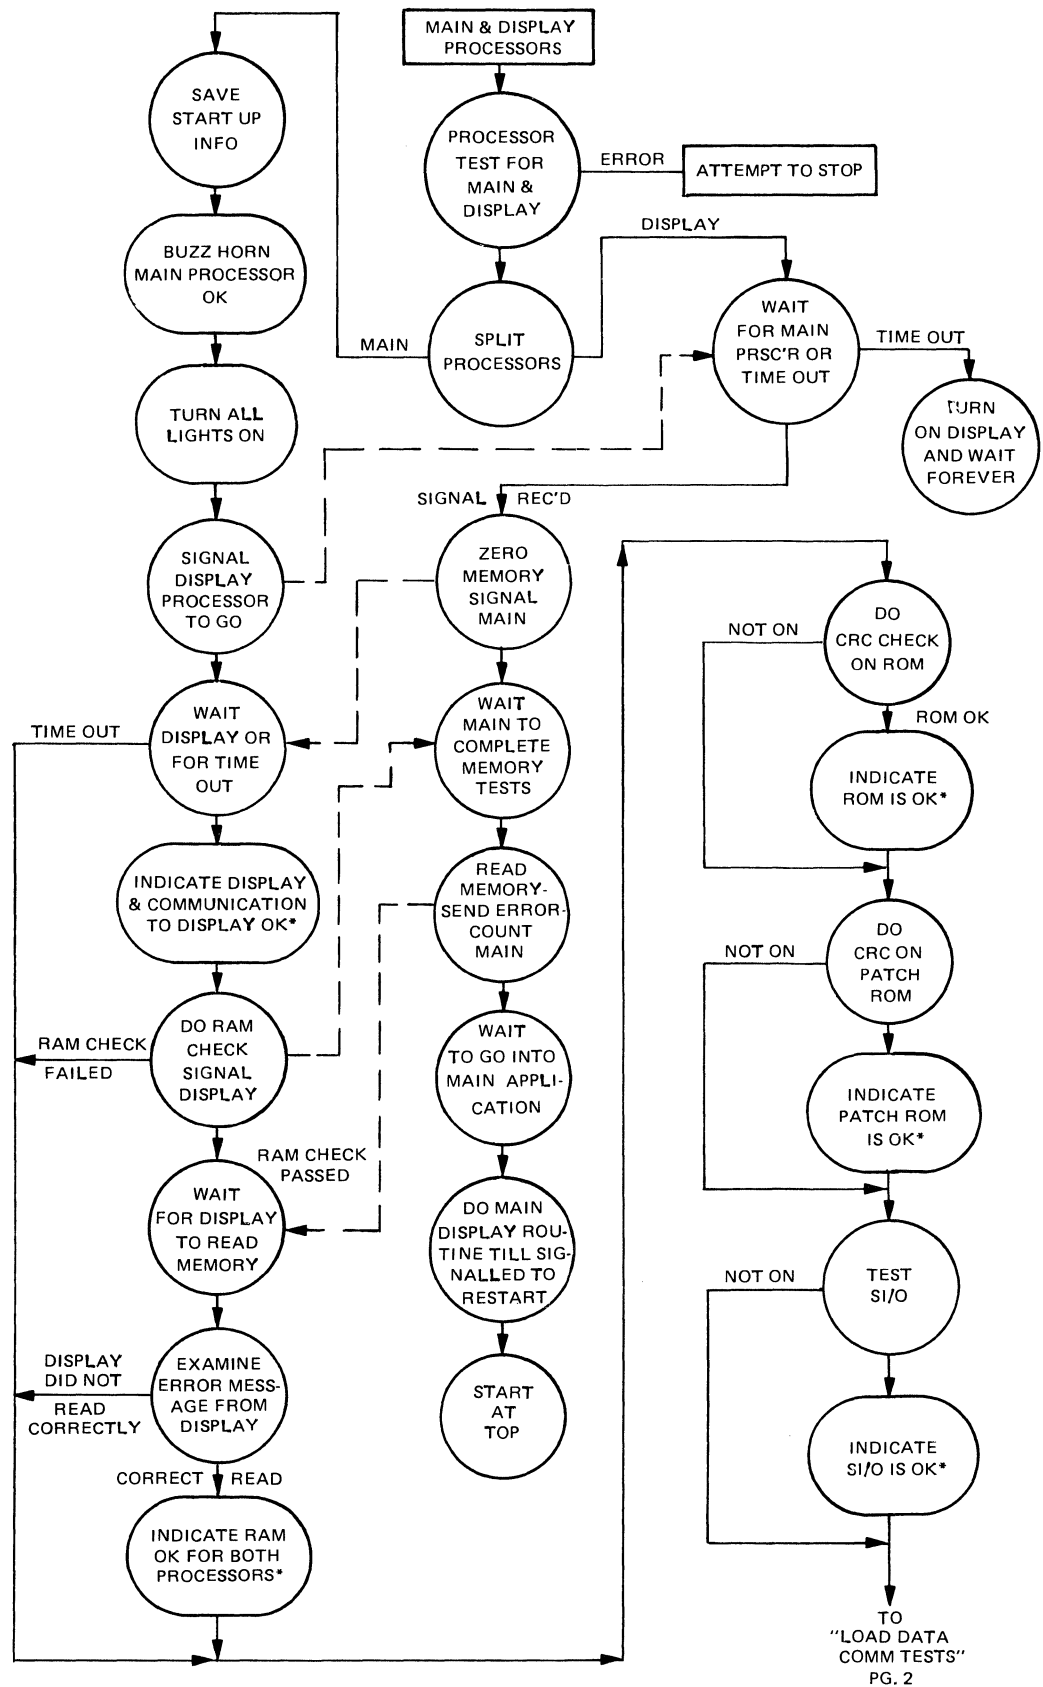 MAIN & DISPLAY
PROCESSORS
PROCESSOR
TEST FOR
MAIN &
DISPLAY
ERROR
ATTEMPT TO STOP
SPLIT
PROCESSORS
MAIN
DISPLAY
SAVE
START UP
INFO
BUZZ HORN
MAIN PROCESSOR
OK
TURN ALL
LIGHTS ON
SIGNAL
DISPLAY
PROCESSOR
TO GO
WAIT
DISPLAY OR
FOR TIME
OUT
TIME OUT
INDICATE DISPLAY
& COMMUNICATION
TO DISPLAY OK*
DO RAM
CHECK
SIGNAL
DISPLAY
RAM CHECK
FAILED
RAM CHECK
PASSED
WAIT
FOR DISPLAY
TO READ
MEMORY
EXAMINE
ERROR MESS-
AGE FROM
DISPLAY
DISPLAY
DID NOT
READ
CORRECTLY
CORRECT READ
INDICATE RAM
OK FOR BOTH
PROCESSORS*
WAIT
FOR MAIN
PRSC'R OR
TIME OUT
TIME OUT
TURN
ON DISPLAY
AND WAIT
FOREVER
SIGNAL REC'D
ZERO
MEMORY
SIGNAL
MAIN
WAIT
MAIN TO
COMPLETE
MEMORY
TESTS
READ
MEMORY-
SEND ERROR-
COUNT
MAIN
WAIT
TO GO INTO
MAIN APPLI-
CATION
DO MAIN
DISPLAY ROU-
TINE TILL SIG-
NALLED TO
RESTART
START
AT
TOP
DO
CRC CHECK
ON ROM
NOT ON
ROM OK
INDICATE
ROM IS OK*
DO
CRC ON
PATCH
ROM
NOT ON
INDICATE
PATCH ROM
IS OK*
TEST
SI/O
NOT ON
INDICATE
SI/O IS OK*
TO
"LOAD DATA
COMM TESTS"
PG. 2